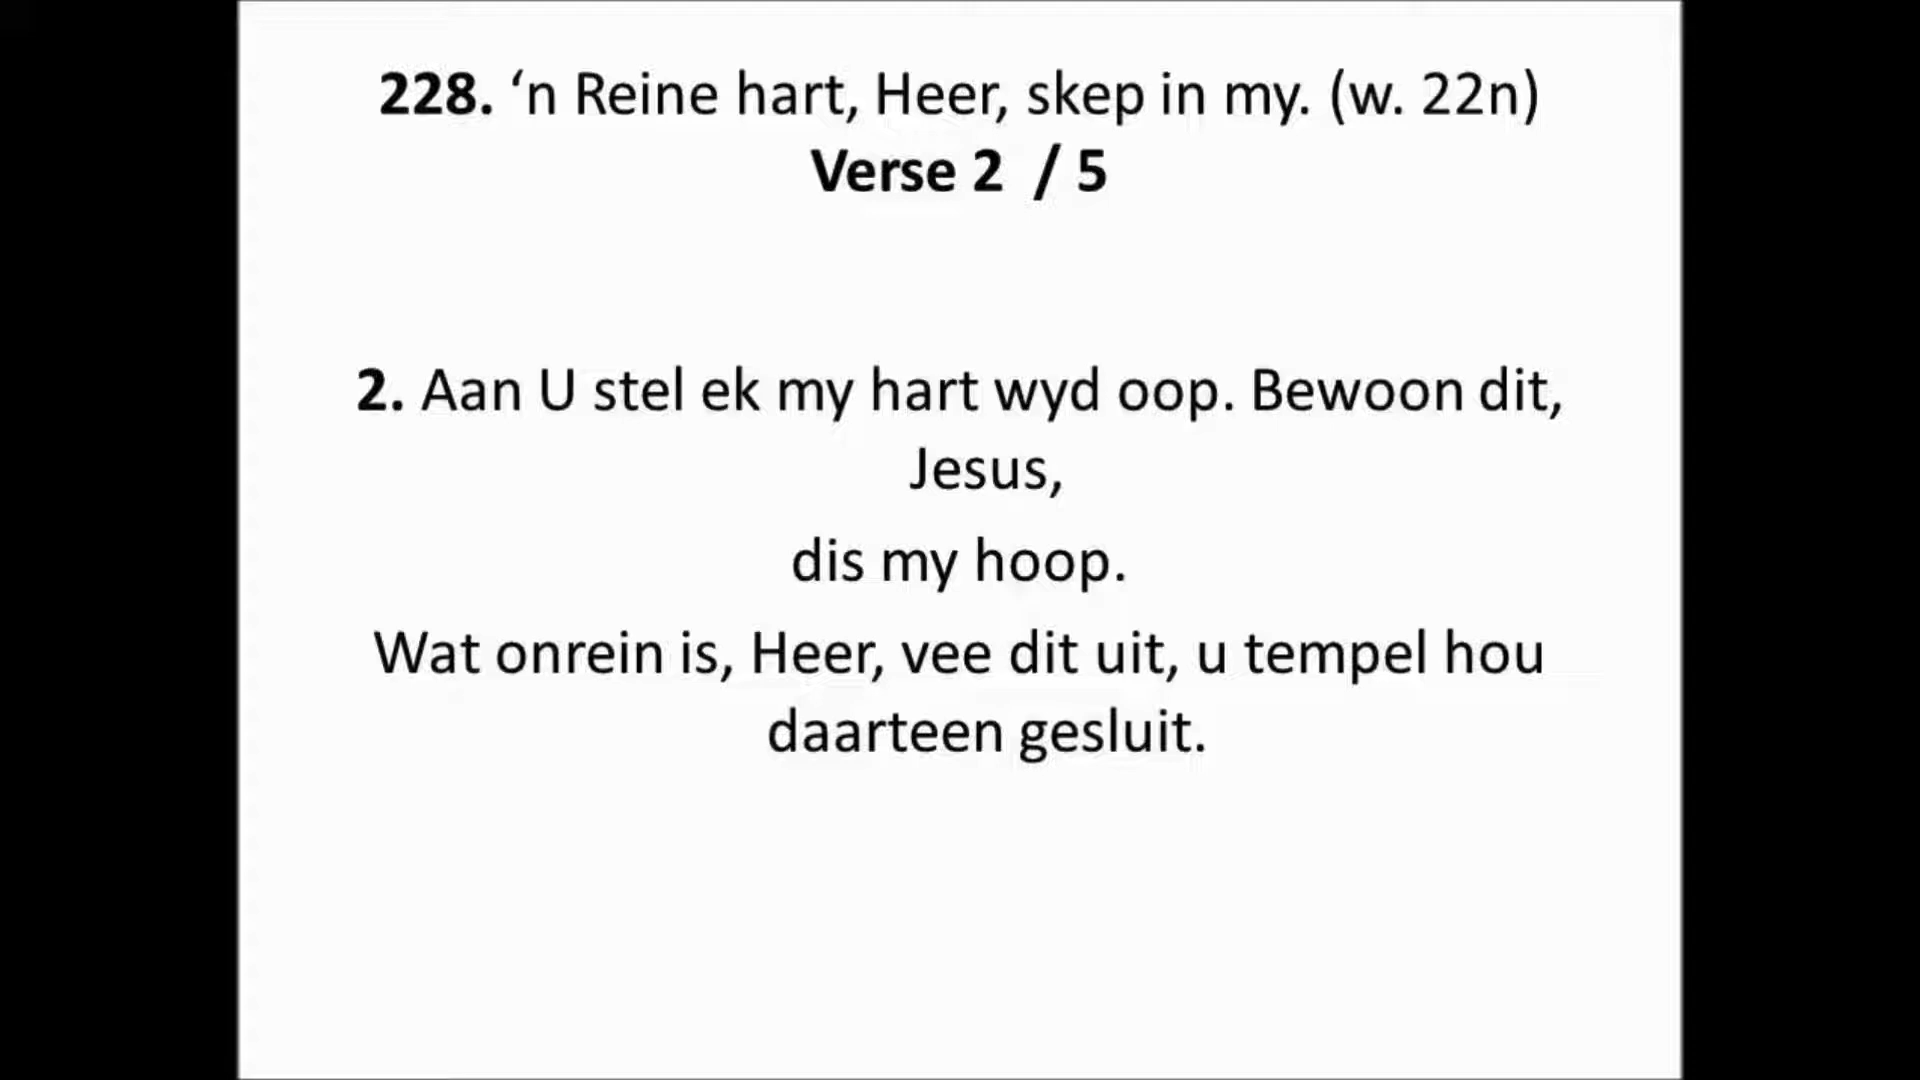 228. ‘n Reine hart, Heer, skep in my. (w. 22n)
Verse 2 / 5
2. Aan U stel ek my hart wyd oop. Bewoon dit,
Jesus,
dis my hoop.
Wat onrein is, Heer, vee dit uit, u tempel hou
daarteen gesluit.